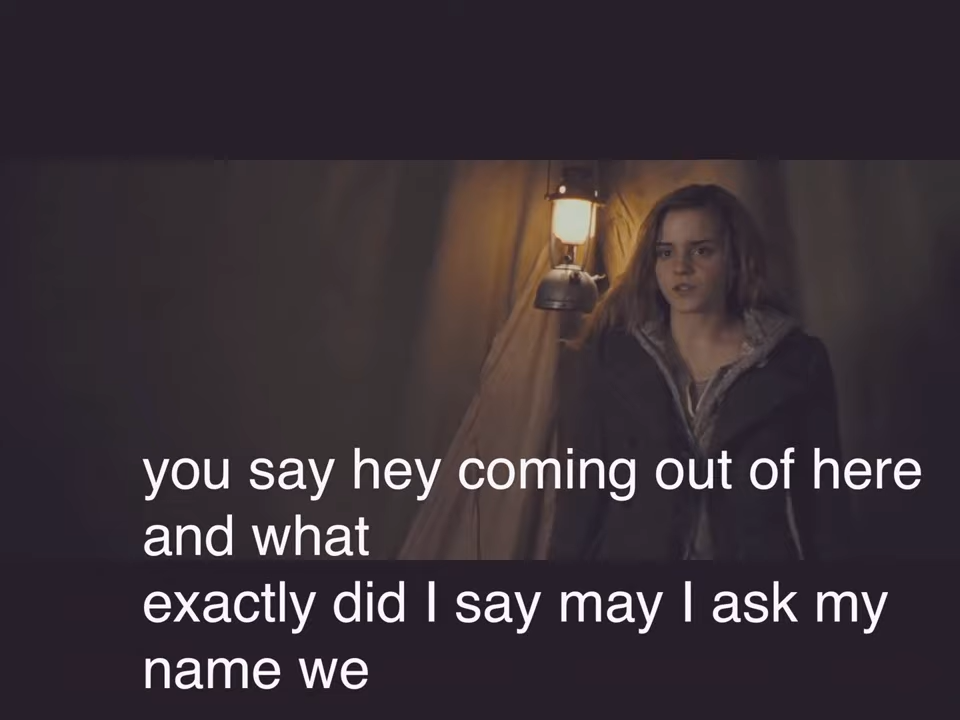 you say hey coming out of here
and what
exactly did I say may I ask my
name we